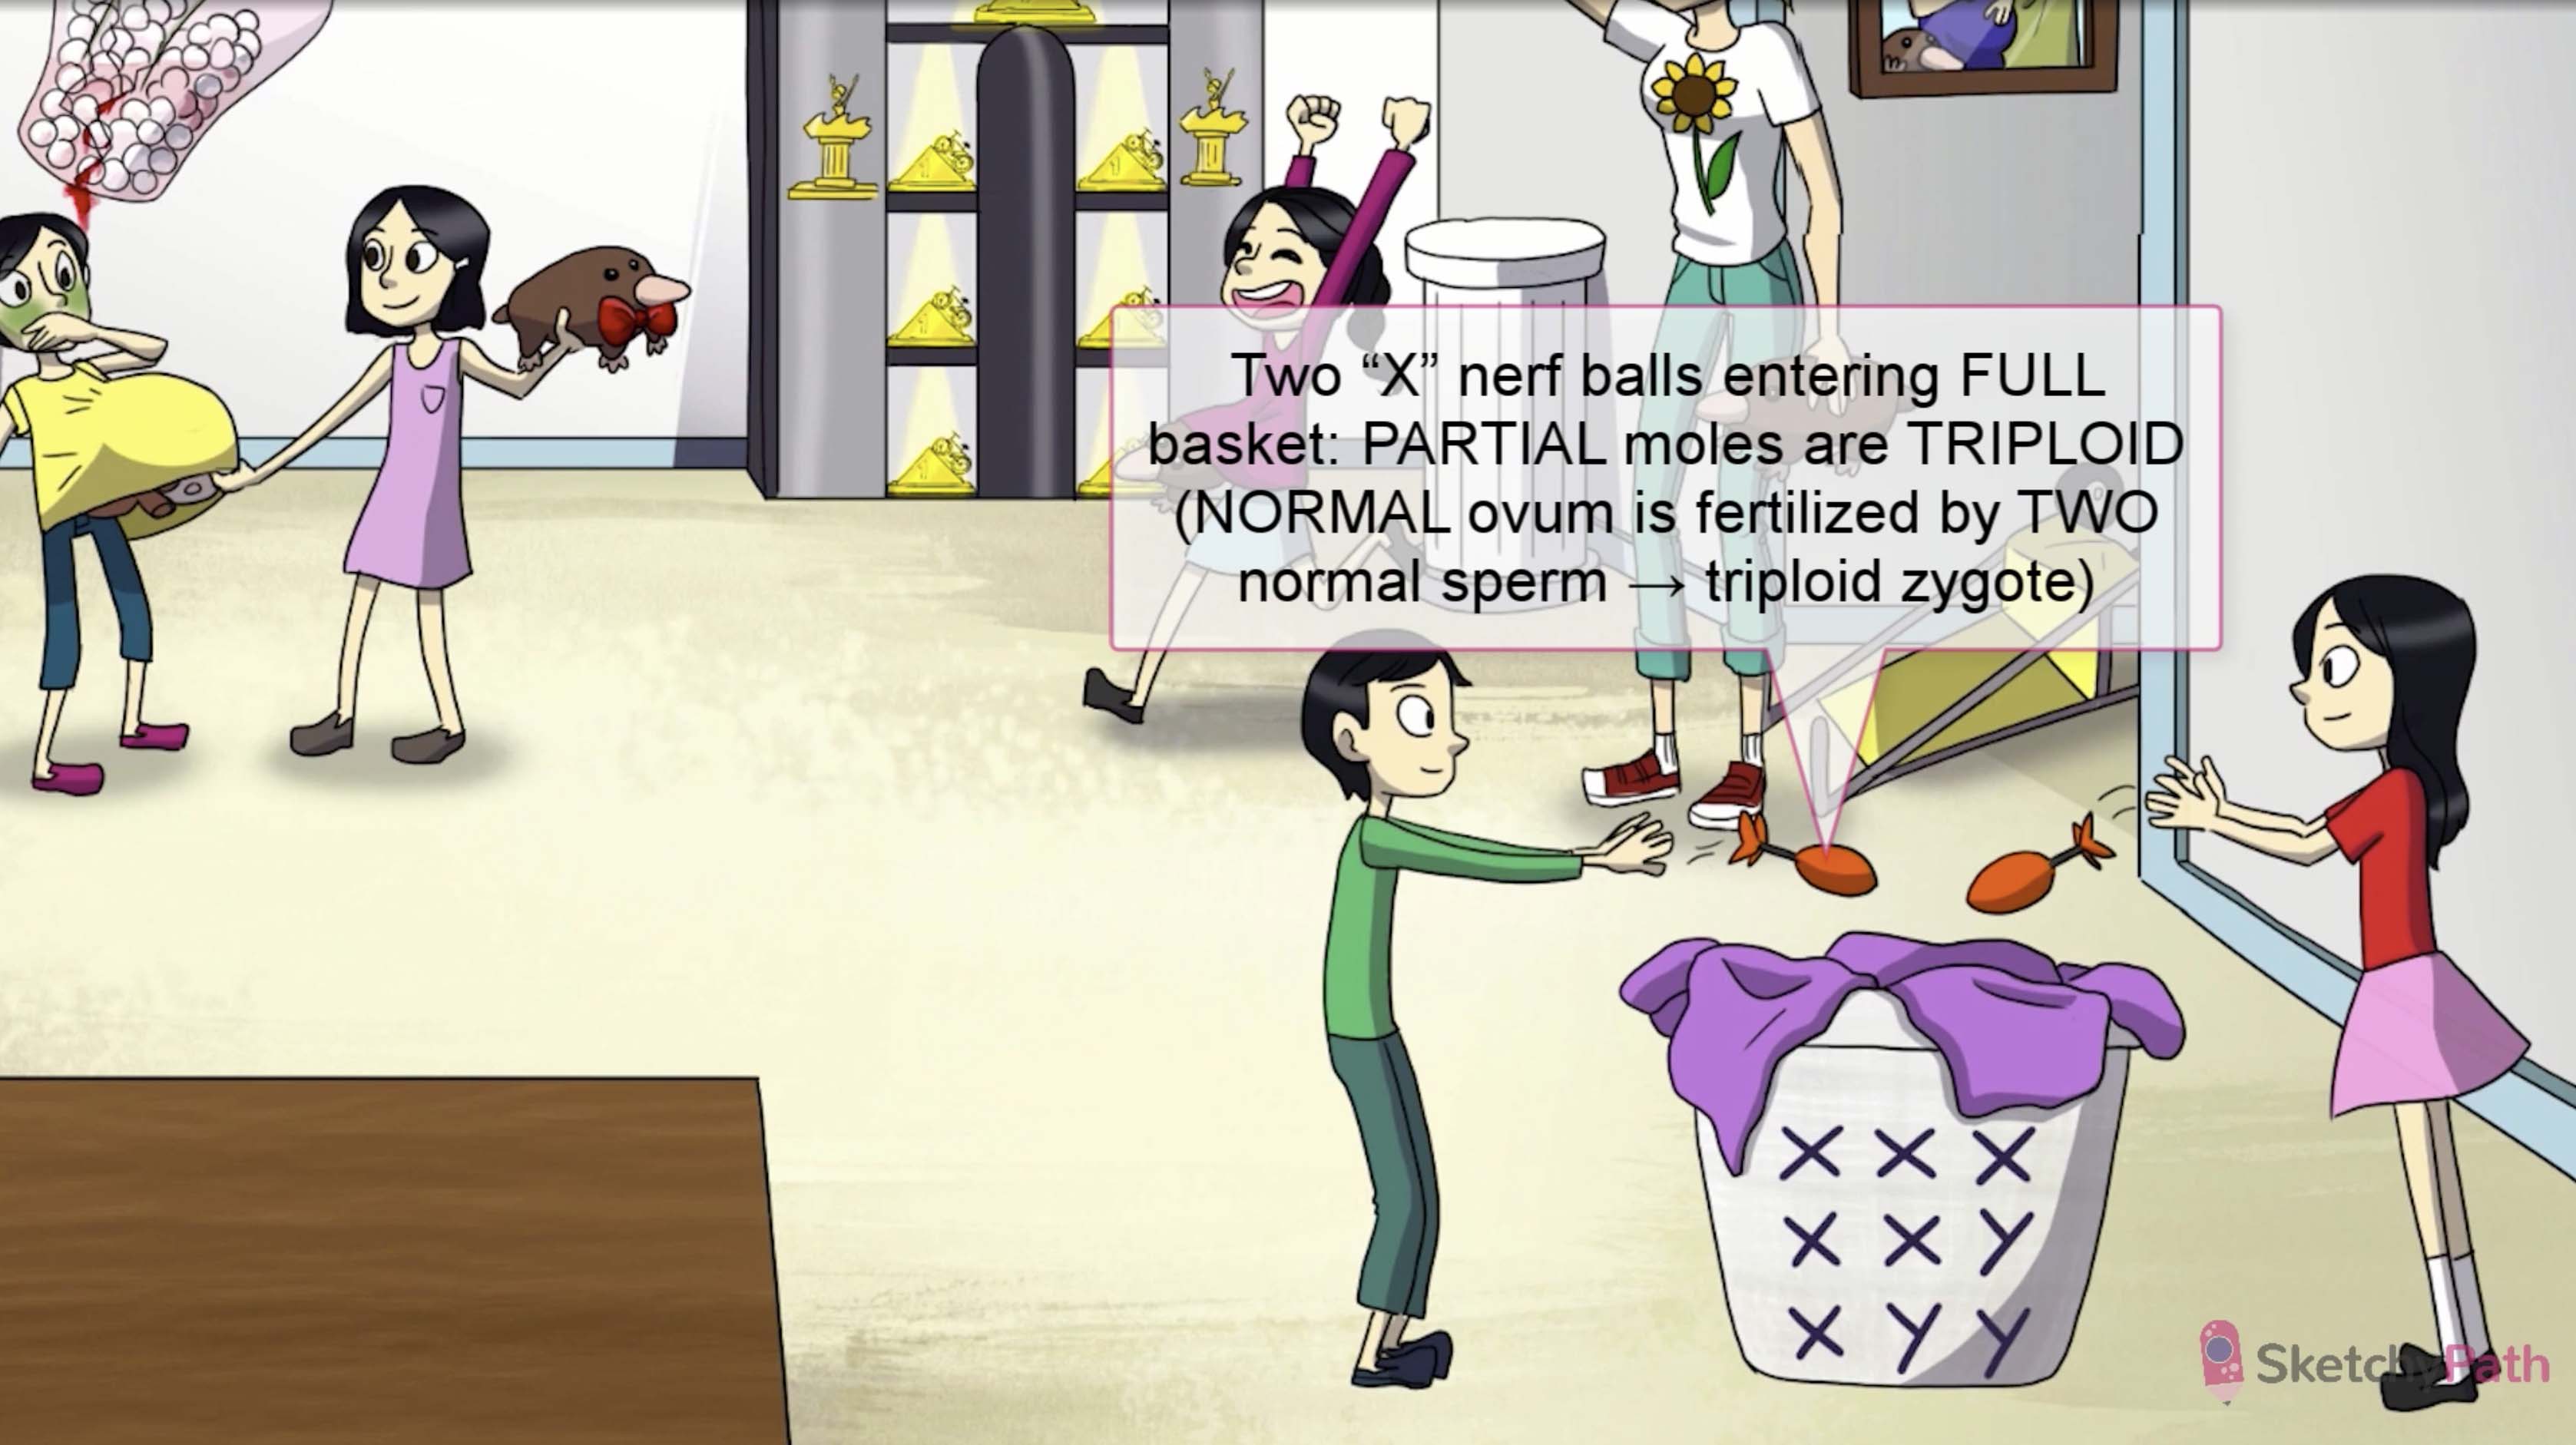 Two “X” nerf balls entering FULL
basket: PARTIAL moles are TRIPLOID
(NORMAL ovum is fertilized by TWO
normal sperm → triploid zygote)
X X X
X X Y
X Y Y
SketchyPath